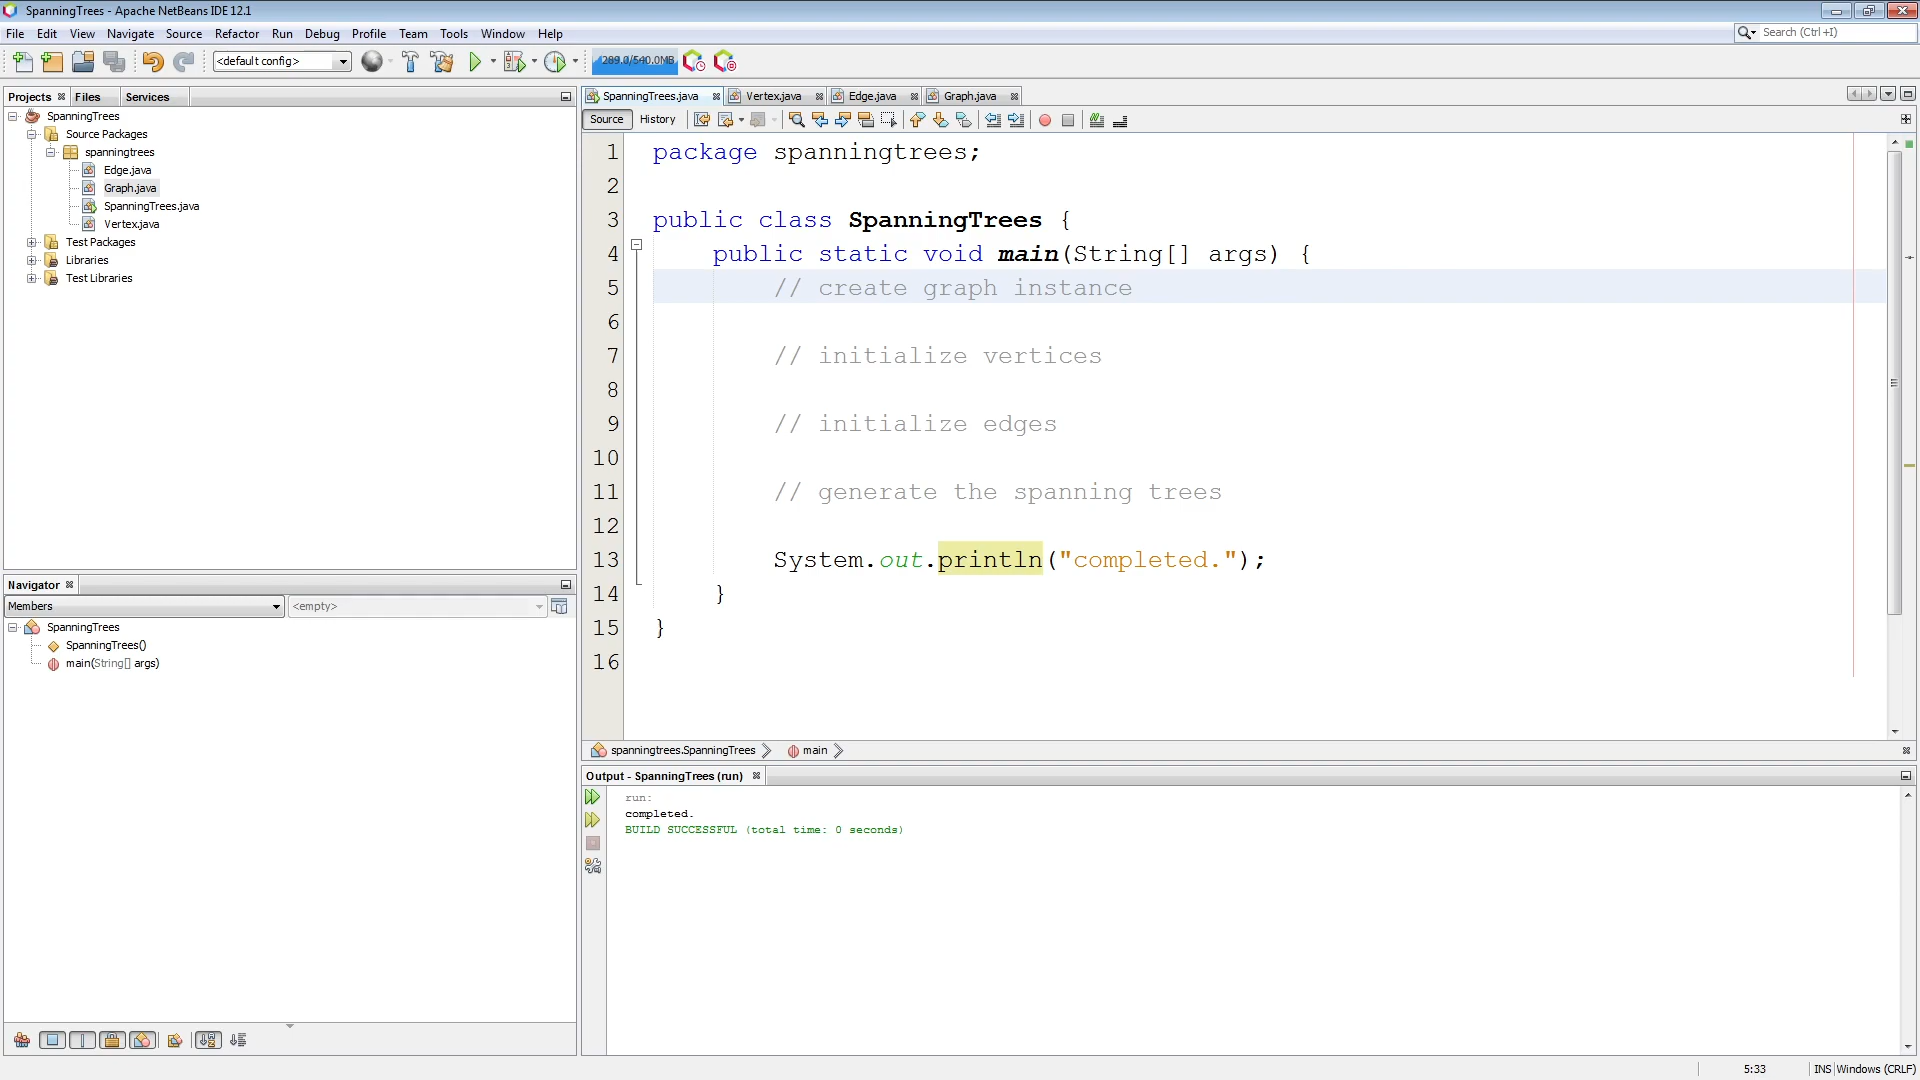 SpanningTrees - Apache NetBeans IDE 12.1
File Edit View Navigate Source Refactor Run Debug Profile Team Tools Window Help
Search (Ctrl+I)
<default config>
289.0/540.0MB
Projects Files Services
SpanningTrees
Source Packages
spanningtrees
Edge.java
Graph.java
SpanningTrees.java
Vertex.java
Test Packages
Libraries
Test Libraries
Navigator
Members
<empty>
SpanningTrees
SpanningTrees()
main(String[] args)
SpanningTrees.java Vertex.java Edge.java Graph.java
Source History
1 package spanningtrees;
2
3 public class SpanningTrees {
4 public static void main(String[] args) {
5 // create graph instance
6
7 // initialize vertices
8
9 // initialize edges
10
11 // generate the spanning trees
12
13 System.out.println("completed.");
14 }
15 }
16
spanningtrees.SpanningTrees main
Output - SpanningTrees (run)
run:
completed.
BUILD SUCCESSFUL (total time: 0 seconds)
5:33 INS Windows (CRLF)